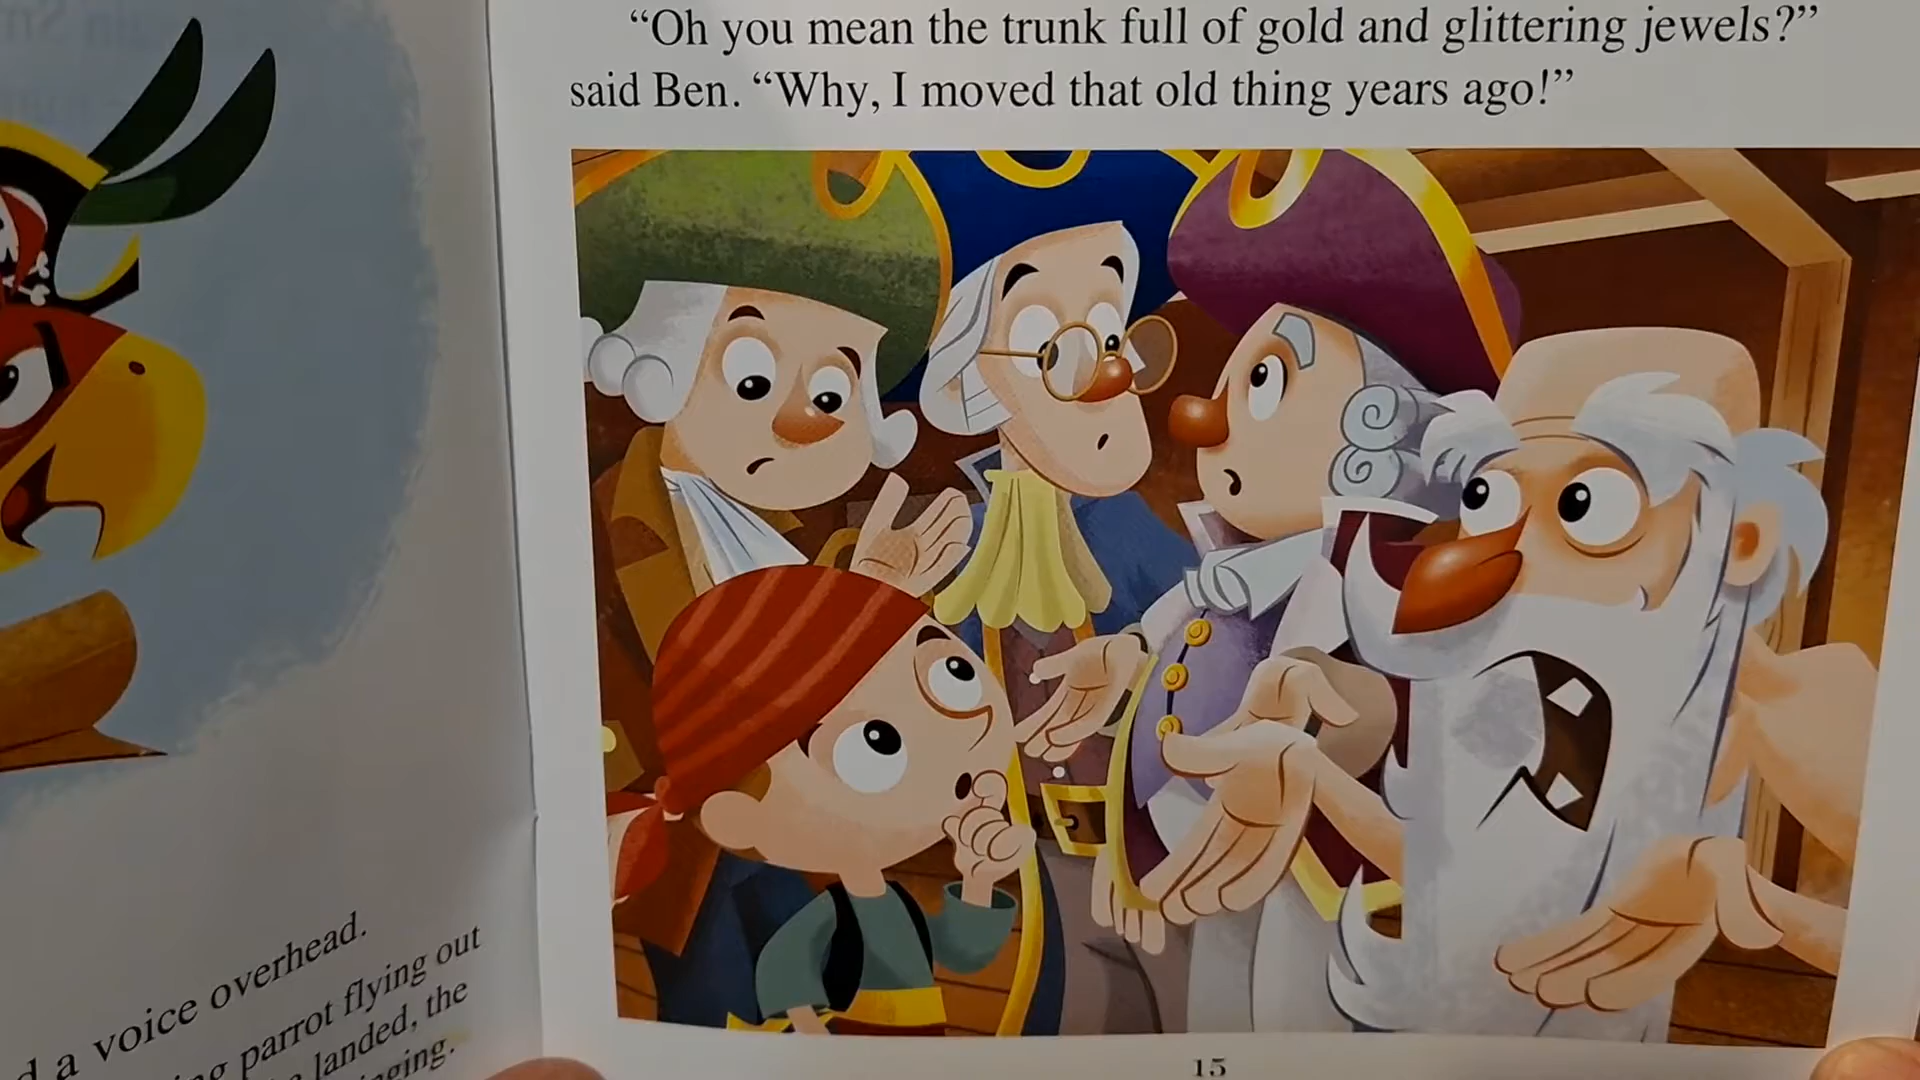 a voice overhead.
parrot flying out
landed, the
“Oh you mean the trunk full of gold and glittering jewels?”
said Ben. “Why, I moved that old thing years ago!”
15